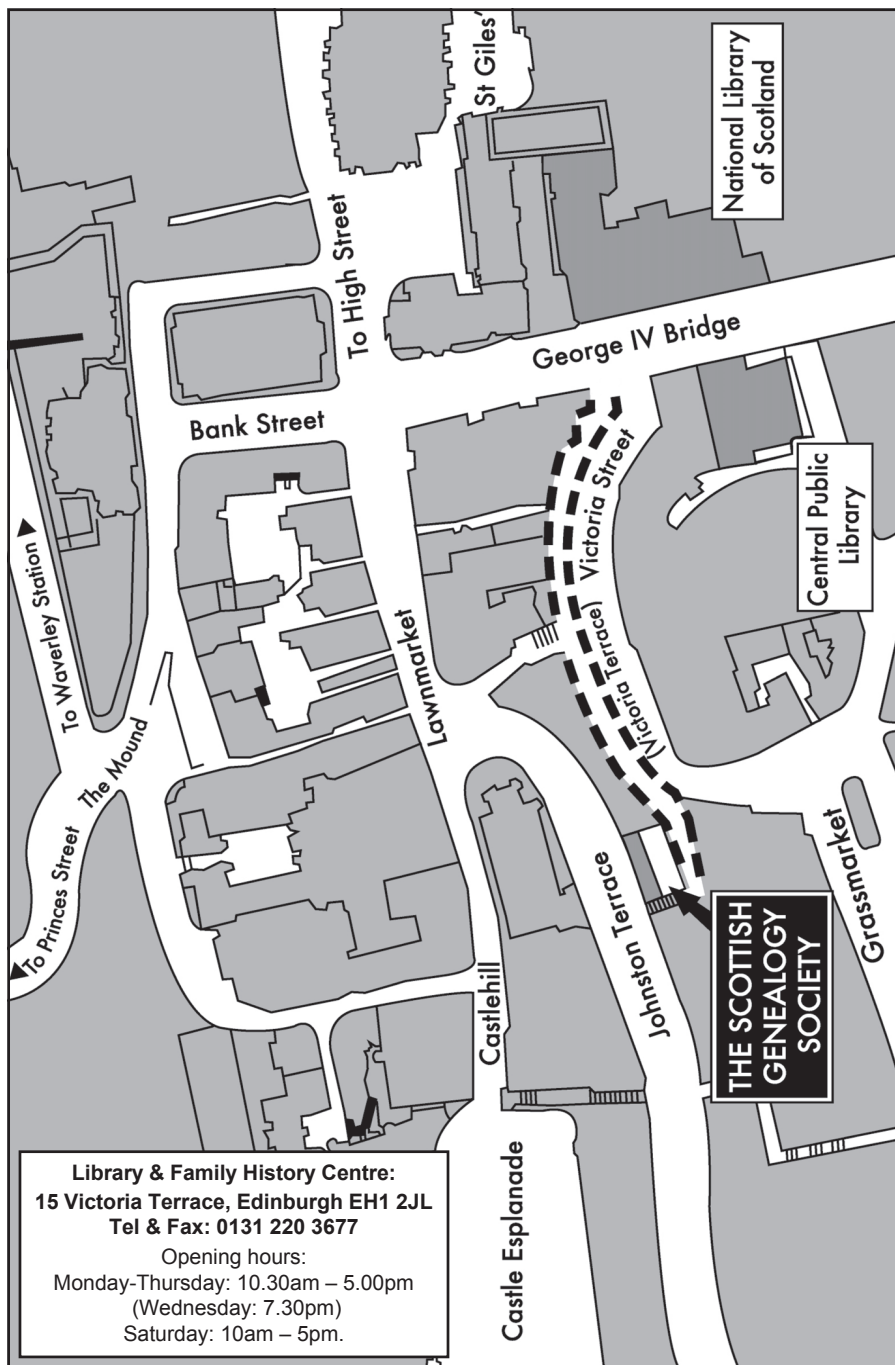 To Princes Street
The Mound
To Waverley Station
Bank Street
To High Street
St Giles'
Lawnmarket
George IV Bridge
National Library
of Scotland
Victoria Street
(Victoria Terrace)
Central Public
Library
Castlehill
Johnston Terrace
Grassmarket
Castle Esplanade
THE SCOTTISH
GENEALOGY
SOCIETY
Library & Family History Centre:
15 Victoria Terrace, Edinburgh EH1 2JL
Tel & Fax: 0131 220 3677
Opening hours:
Monday-Thursday: 10.30am – 5.00pm
(Wednesday: 7.30pm)
Saturday: 10am – 5pm.